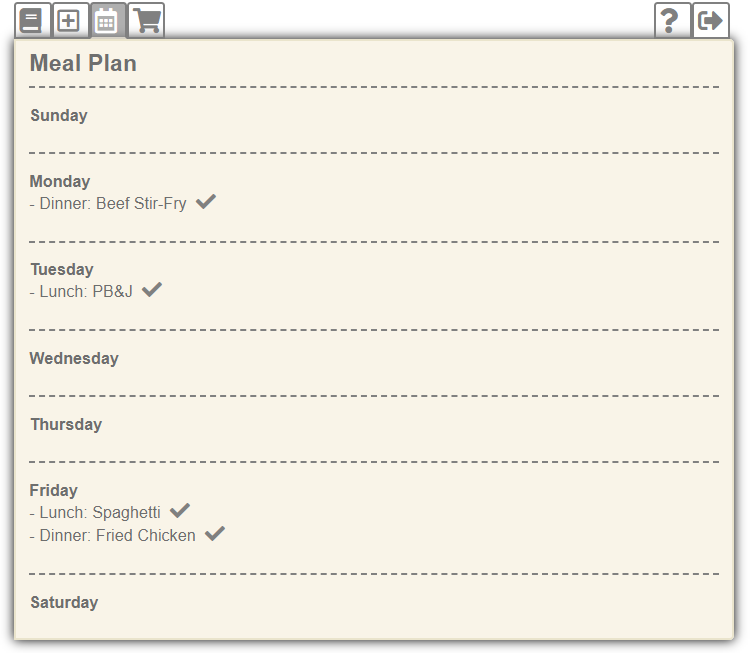 Meal Plan
Sunday
Monday
- Dinner: Beef Stir-Fry
Tuesday
- Lunch: PB&J
Wednesday
Thursday
Friday
- Lunch: Spaghetti
- Dinner: Fried Chicken
Saturday